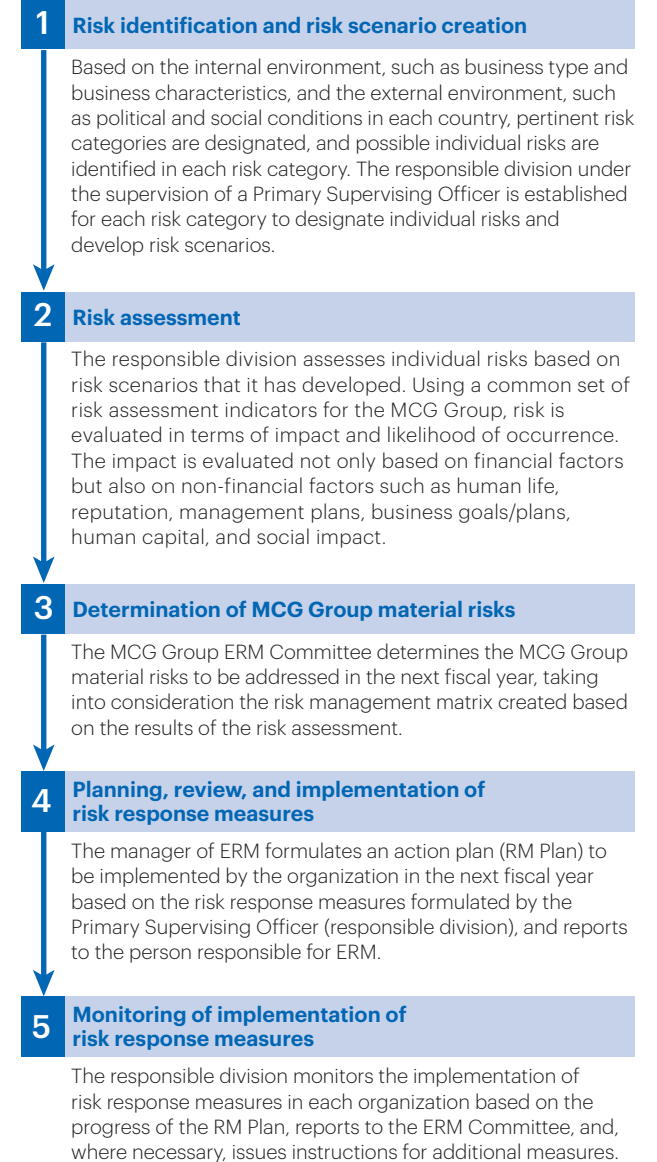 1 Risk identification and risk scenario creation
Based on the internal environment, such as business type and
business characteristics, and the external environment, such
as political and social conditions in each country, pertinent risk
categories are designated, and possible individual risks are
identified in each risk category. The responsible division under
the supervision of a Primary Supervising Officer is established
for each risk category to designate individual risks and
develop risk scenarios.
2 Risk assessment
The responsible division assesses individual risks based on
risk scenarios that it has developed. Using a common set of
risk assessment indicators for the MCG Group, risk is
evaluated in terms of impact and likelihood of occurrence.
The impact is evaluated not only based on financial factors
but also on non-financial factors such as human life,
reputation, management plans, business goals/plans,
human capital, and social impact.
3 Determination of MCG Group material risks
The MCG Group ERM Committee determines the MCG Group
material risks to be addressed in the next fiscal year, taking
into consideration the risk management matrix created based
on the results of the risk assessment.
4 Planning, review, and implementation of
risk response measures
The manager of ERM formulates an action plan (RM Plan) to
be implemented by the organization in the next fiscal year
based on the risk response measures formulated by the
Primary Supervising Officer (responsible division), and reports
to the person responsible for ERM.
5 Monitoring of implementation of
risk response measures
The responsible division monitors the implementation of
risk response measures in each organization based on the
progress of the RM Plan, reports to the ERM Committee, and,
where necessary, issues instructions for additional measures.